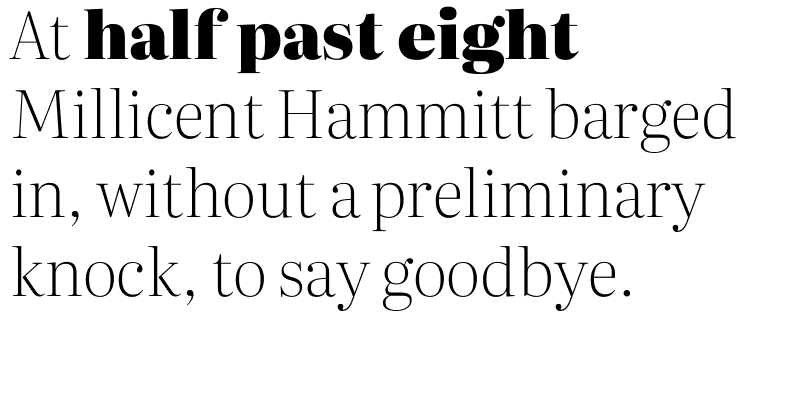 At half past eight
Millicent Hammitt barged
in, without a preliminary
knock, to say goodbye.